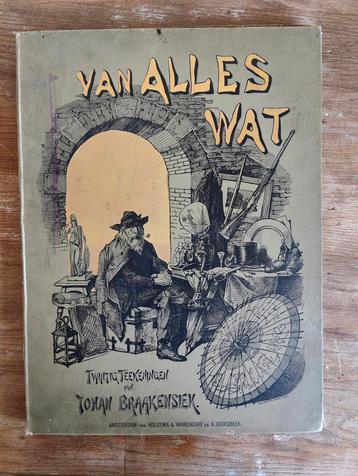 VAN ALLES
WAT
TWINTIG TEEKENINGEN
VAN
JOHAN BRAAKENSIEK.
AMSTERDAM VAN HOLKEMA & WARENDORF EN K. GROESBEEK.